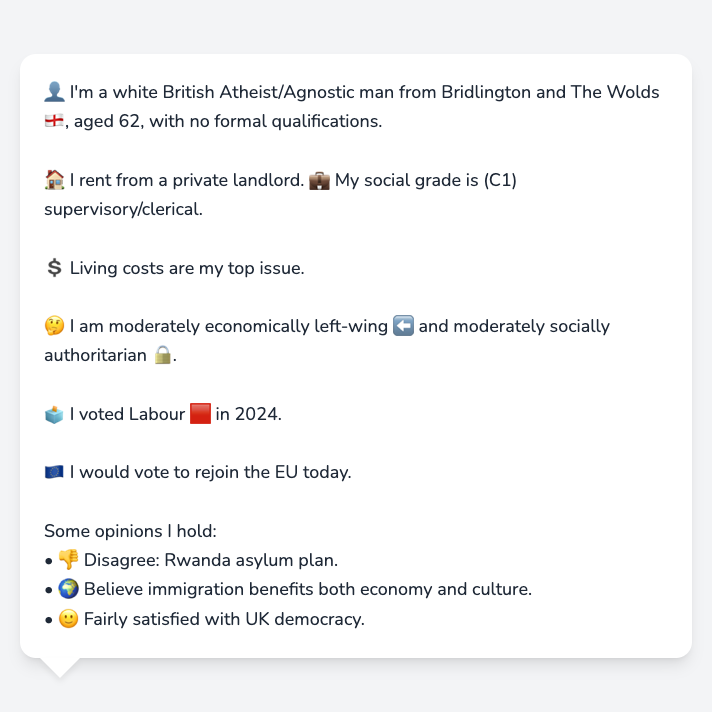 👤 I'm a white British Atheist/Agnostic man from Bridlington and The Wolds
🏴󠁧󠁢󠁥󠁮󠁧󠁿, aged 62, with no formal qualifications.
🏠 I rent from a private landlord. 💼 My social grade is (C1)
supervisory/clerical.
💲 Living costs are my top issue.
🤔 I am moderately economically left-wing ⬅️ and moderately socially
authoritarian 🔒.
🗳️ I voted Labour 🟥 in 2024.
🇪🇺 I would vote to rejoin the EU today.
Some opinions I hold:
• 👎 Disagree: Rwanda asylum plan.
• 🌍 Believe immigration benefits both economy and culture.
• 🙂 Fairly satisfied with UK democracy.